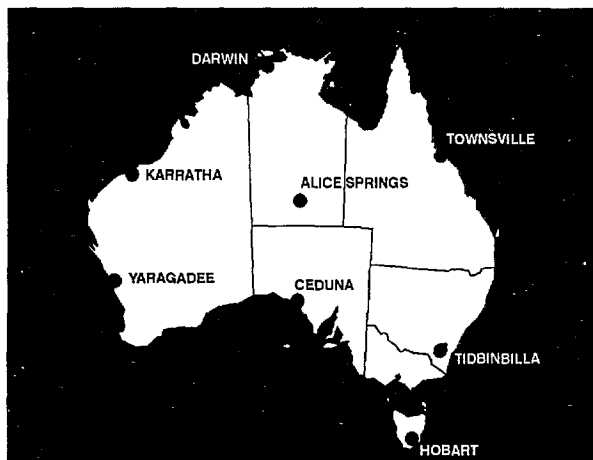 DARWIN
TOWNSVILLE
KARRATHA
ALICE SPRINGS
YARAGADEE
CEDUNA
TIDBINBILLA
HOBART